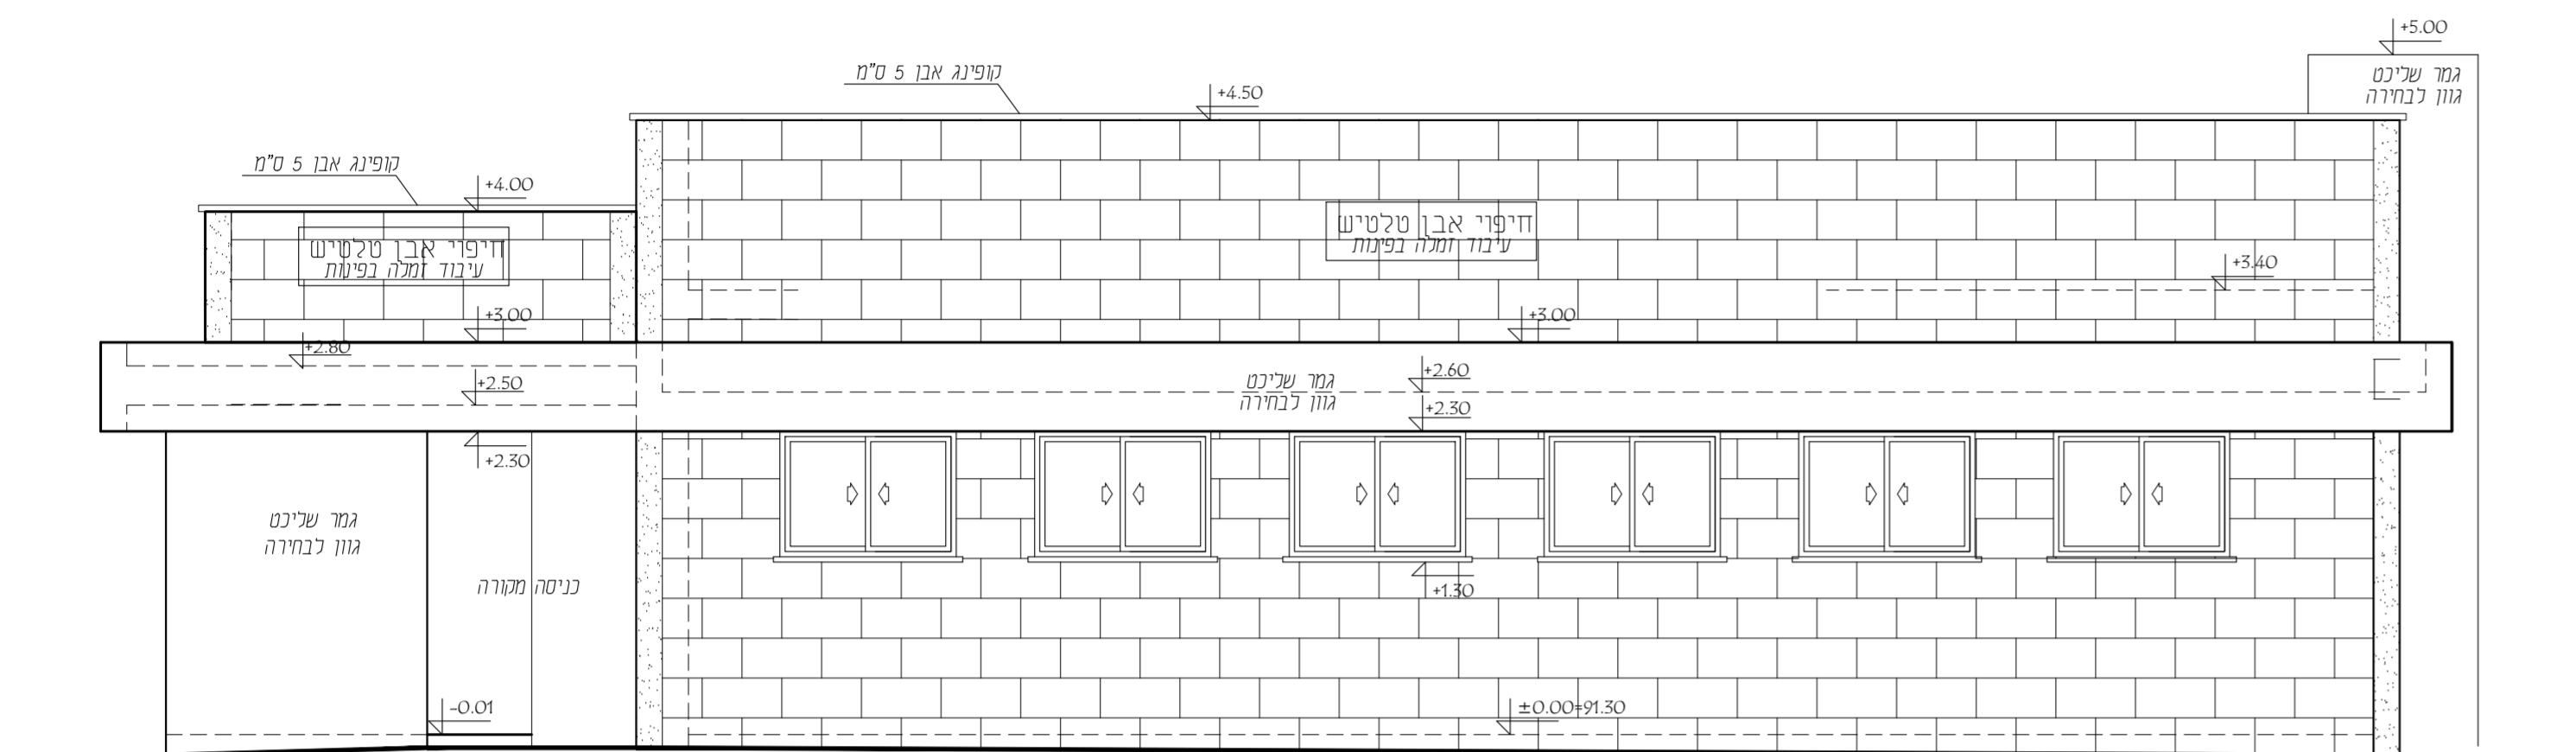 +5.00
גמר שליכט
גוון לבחירה
קופינג אבן 5 ס"מ
+4.50
קופינג אבן 5 ס"מ
+4.00
חיפוי אבן טלטיש
עיבוד זמלה בפינות
חיפוי אבן טלטיש
עיבוד זמלה בפינות
+3.40
+3.00
+3.00
+2.80
+2.50
גמר שליכט
גוון לבחירה
+2.60
+2.30
+2.30
גמר שליכט
גוון לבחירה
כניסה מקורה
+1.30
-0.01
±0.00=91.30